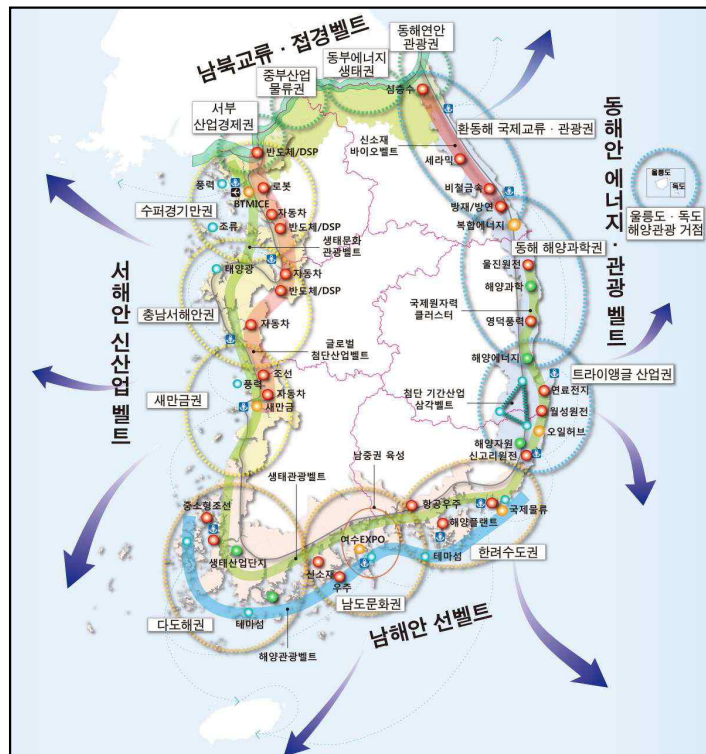 남북교류·접경벨트
동해연안
관광권
동부에너지
생태권
중부산업
물류권
서부
산업경제권
심층수
환동해 국제교류·관광권
신소재
바이오벨트
세라믹
비철금속
방재/방연
복합에너지
동해안 에너지·관광 벨트
울릉도
독도
울릉도·독도
해양관광 거점
반도체/DSP
풍력
로봇
BTMICE
자동차
수퍼경기만권
반도체/DSP
조류
생태문화
관광벨트
태양광
자동차
반도체/DSP
충남서해안권
자동차
글로벌
첨단산업벨트
서해안 신산업 벨트
조선
풍력
자동차
새만금권
새만금
동해 해양과학권
울진원전
해양과학
국제원자력
클러스터
영덕풍력
해양에너지
트라이앵글 산업권
첨단 기간산업
삼각벨트
연료전지
월성원전
오일허브
해양자원
신고리원전
남중권 육성
생태관광벨트
중소형조선
항공우주
국제물류
해양플랜트
여수EXPO
생태산업단지
테마섬
한려수도권
신소재
우주
남도문화권
다도해권
테마섬
해양관광벨트
남해안 선벨트